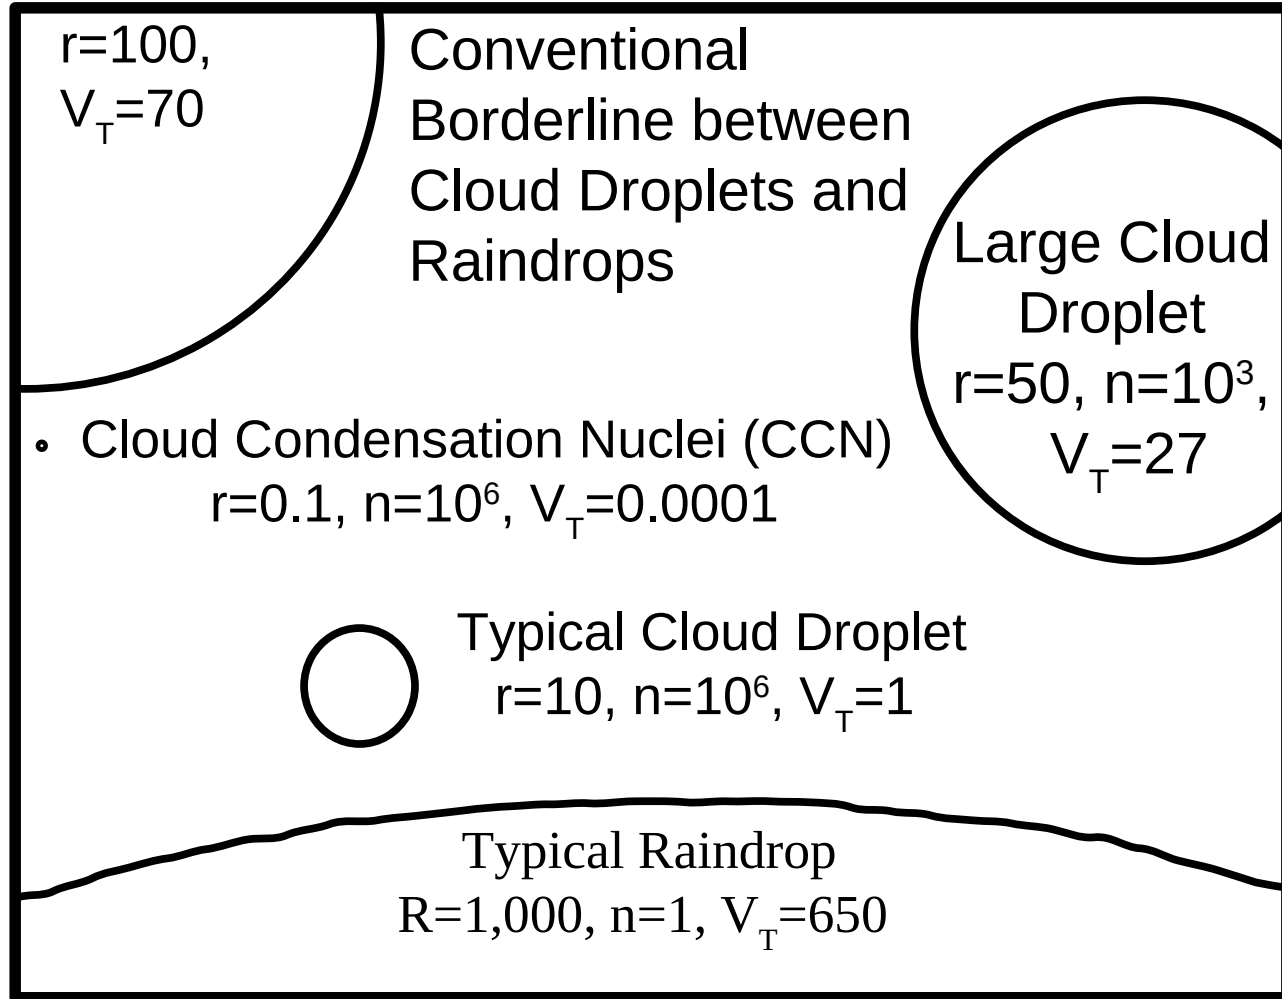 r=100,
V_T=70
Conventional
Borderline between
Cloud Droplets and
Raindrops
Large Cloud
Droplet
r=50, n=10³,
V_T=27
Cloud Condensation Nuclei (CCN)
r=0.1, n=10⁶, V_T=0.0001
Typical Cloud Droplet
r=10, n=10⁶, V_T=1
Typical Raindrop
R=1,000, n=1, V_T=650